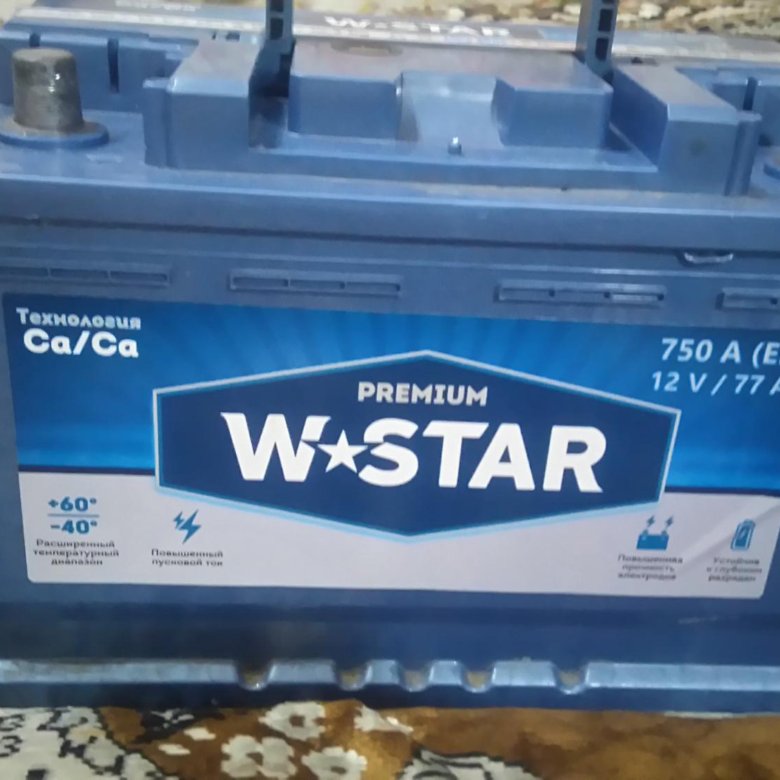 W★STAR
Технология
Ca/Ca
750 A (E
12 V / 77 A
PREMIUM
W★STAR
+60°
-40°
Расширенный
температурный
диапазон
Повышенный
пусковой ток
Повышенная
прочность
электродов
Устойчив
к глубоким
разрядам